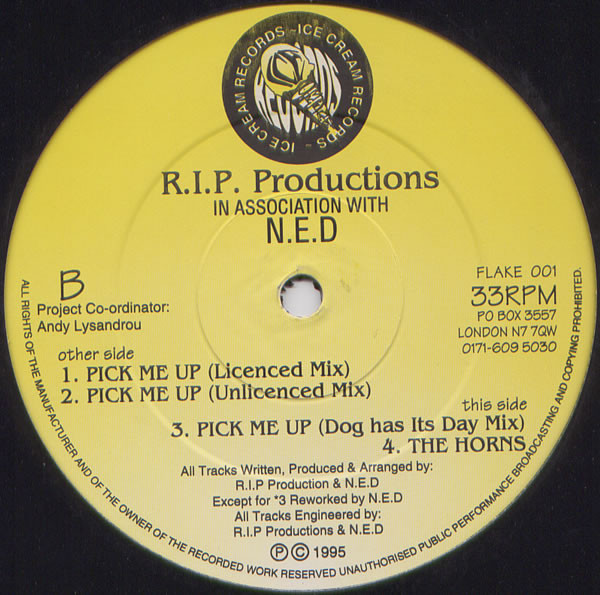 ICE CREAM RECORDS ~ ICE CREAM RECORDS ~
R.I.P. Productions
IN ASSOCIATION WITH
N.E.D
B
Project Co-ordinator:
Andy Lysandrou
FLAKE 001
33RPM
PO BOX 3557
LONDON N7 7QW
0171-609 5030
other side
1. PICK ME UP (Licenced Mix)
2. PICK ME UP (Unlicenced Mix)
this side
3. PICK ME UP (Dog has Its Day Mix)
4. THE HORNS
All Tracks Written, Produced & Arranged by:
R.I.P Production & N.E.D
Except for *3 Reworked by N.E.D
All Tracks Engineered by:
R.I.P Productions & N.E.D
Ⓟ © 1995
ALL RIGHTS OF THE MANUFACTURER AND OF THE OWNER OF THE RECORDED WORK RESERVED UNAUTHORISED PUBLIC PERFORMANCE BROADCASTING AND COPYING PROHIBITED.